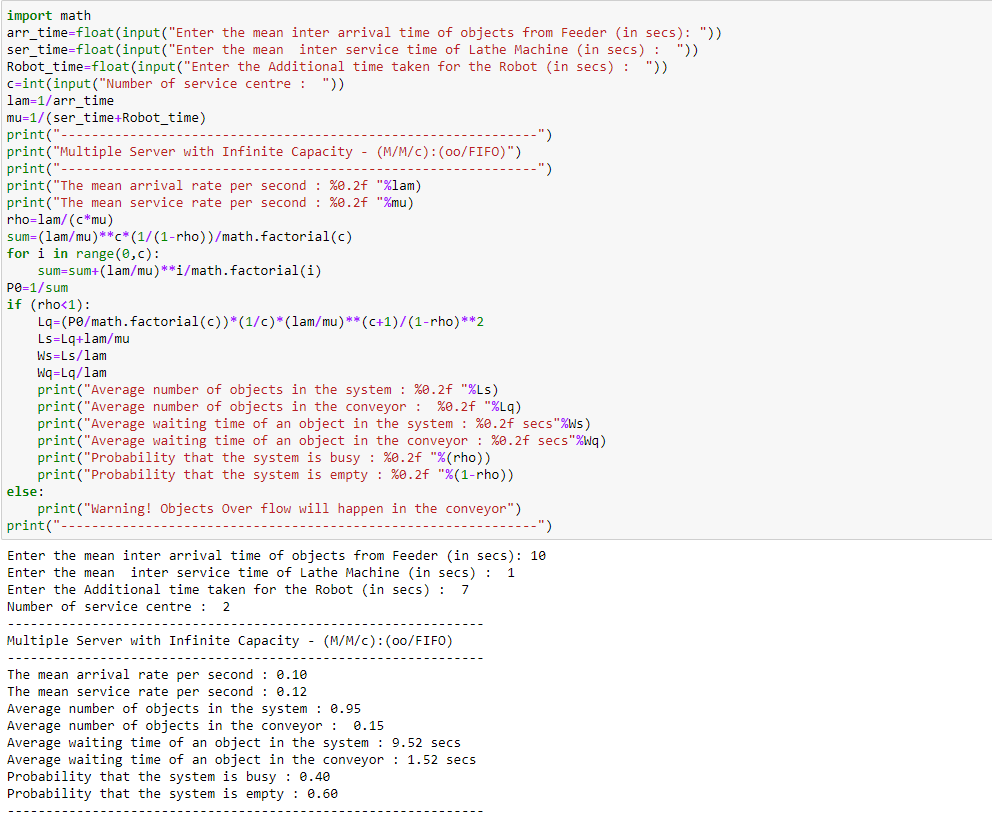 import math
arr_time=float(input("Enter the mean inter arrival time of objects from Feeder (in secs): "))
ser_time=float(input("Enter the mean  inter service time of Lathe Machine (in secs) :  "))
Robot_time=float(input("Enter the Additional time taken for the Robot (in secs) :  "))
c=int(input("Number of service centre :  "))
lam=1/arr_time
mu=1/(ser_time+Robot_time)
print("--------------------------------------------------------------")
print("Multiple Server with Infinite Capacity - (M/M/c):(oo/FIFO)")
print("--------------------------------------------------------------")
print("The mean arrival rate per second : %0.2f "%lam)
print("The mean service rate per second : %0.2f "%mu)
rho=lam/(c*mu)
sum=(lam/mu)**c*(1/(1-rho))/math.factorial(c)
for i in range(0,c):
    sum=sum+(lam/mu)**i/math.factorial(i)
P0=1/sum
if (rho<1):
    Lq=(P0/math.factorial(c))*(1/c)*(lam/mu)**(c+1)/(1-rho)**2
    Ls=Lq+lam/mu
    Ws=Ls/lam
    Wq=Lq/lam
    print("Average number of objects in the system : %0.2f "%Ls)
    print("Average number of objects in the conveyor :  %0.2f "%Lq)
    print("Average waiting time of an object in the system : %0.2f secs"%Ws)
    print("Average waiting time of an object in the conveyor : %0.2f secs"%Wq)
    print("Probability that the system is busy : %0.2f "%(rho))
    print("Probability that the system is empty : %0.2f "%(1-rho))
else:
    print("Warning! Objects Over flow will happen in the conveyor")
print("--------------------------------------------------------------")
Enter the mean inter arrival time of objects from Feeder (in secs): 10
Enter the mean  inter service time of Lathe Machine (in secs) :  1
Enter the Additional time taken for the Robot (in secs) :  7
Number of service centre :  2
--------------------------------------------------------------
Multiple Server with Infinite Capacity - (M/M/c):(oo/FIFO)
--------------------------------------------------------------
The mean arrival rate per second : 0.10
The mean service rate per second : 0.12
Average number of objects in the system : 0.95
Average number of objects in the conveyor :  0.15
Average waiting time of an object in the system : 9.52 secs
Average waiting time of an object in the conveyor : 1.52 secs
Probability that the system is busy : 0.40
Probability that the system is empty : 0.60
--------------------------------------------------------------